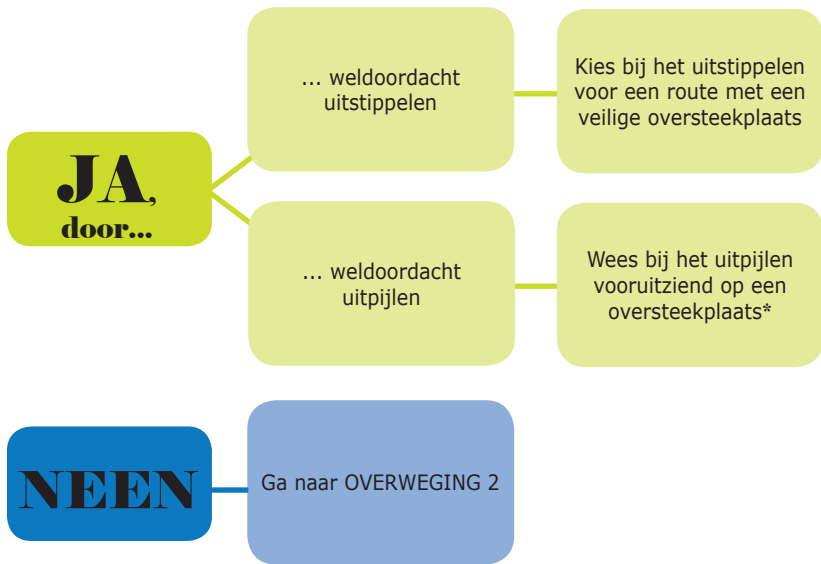 JA,
door...
... weldoordacht
uitstippelen
Kies bij het uitstippelen
voor een route met een
veilige oversteekplaats
... weldoordacht
uitpijlen
Wees bij het uitpijlen
vooruitziend op een
oversteekplaats*
NEEN
Ga naar OVERWEGING 2